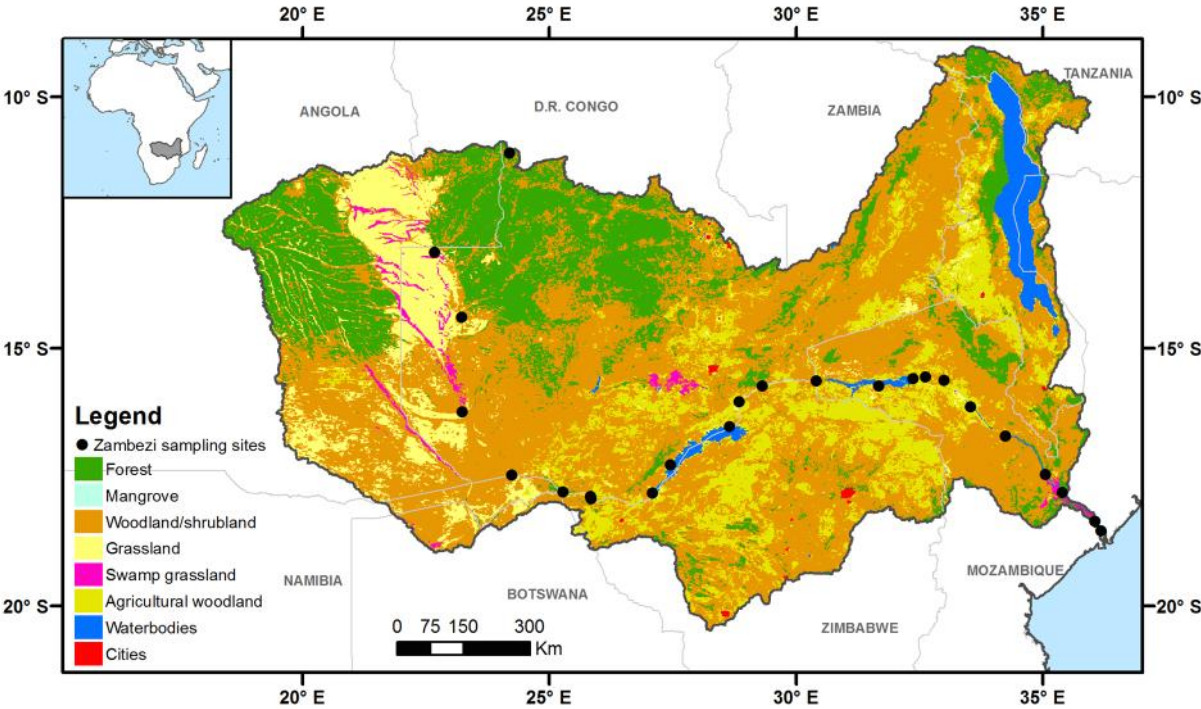 20° E 25° E 30° E 35° E
10° S 10° S
TANZANIA
ANGOLA
D.R. CONGO
ZAMBIA
15° S 15° S
Legend
Zambezi sampling sites
Forest
Mangrove
Woodland/shrubland
Grassland
Swamp grassland
Agricultural woodland
Waterbodies
Cities
NAMIBIA
BOTSWANA
MOZAMBIQUE
ZIMBABWE
20° S 20° S
0 75 150 300
Km
20° E 25° E 30° E 35° E